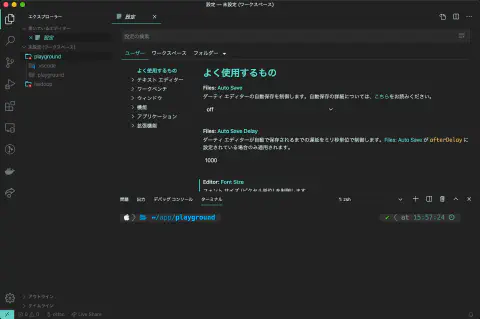 設定 — 未設定 (ワークスペース)
エクスプローラー
設定
開いているエディター
設定
未設定 (ワークスペース)
playground
.vscode
playground
設定の検索
ユーザー ワークスペース フォルダー
よく使用するもの
テキスト エディター
ワークベンチ
ウィンドウ
機能
アプリケーション
拡張機能
よく使用するもの
Files: Auto Save
ダーティ エディターの自動保存を制御します。自動保存の詳細については、こちらをお読みください。
off
Files: Auto Save Delay
ダーティ エディターが自動で保存されるまでの遅延をミリ秒単位で制御します。Files: Auto Save が afterDelay に
設定されている場合のみ適用されます。
1000
Editor: Font Size
フォント サイズ (ピクセル単位) を制御します。
問題 出力 デバッグ コンソール ターミナル
1: zsh
~/app/playground
at 15:57:24
アウトライン
タイムライン
Live Share